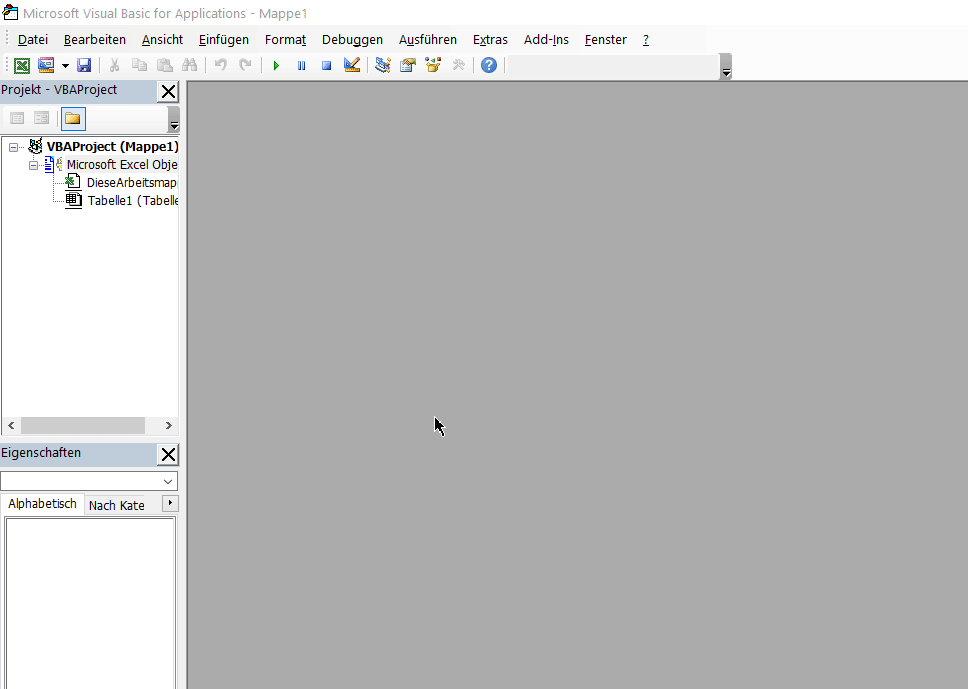 Microsoft Visual Basic for Applications - Mappe1
Datei Bearbeiten Ansicht Einfügen Format Debuggen Ausführen Extras Add-Ins Fenster ?
Projekt - VBAProject
VBAProject (Mappe1)
Microsoft Excel Obje
DieseArbeitsmap
Tabelle1 (Tabelle
Eigenschaften
Alphabetisch Nach Kate